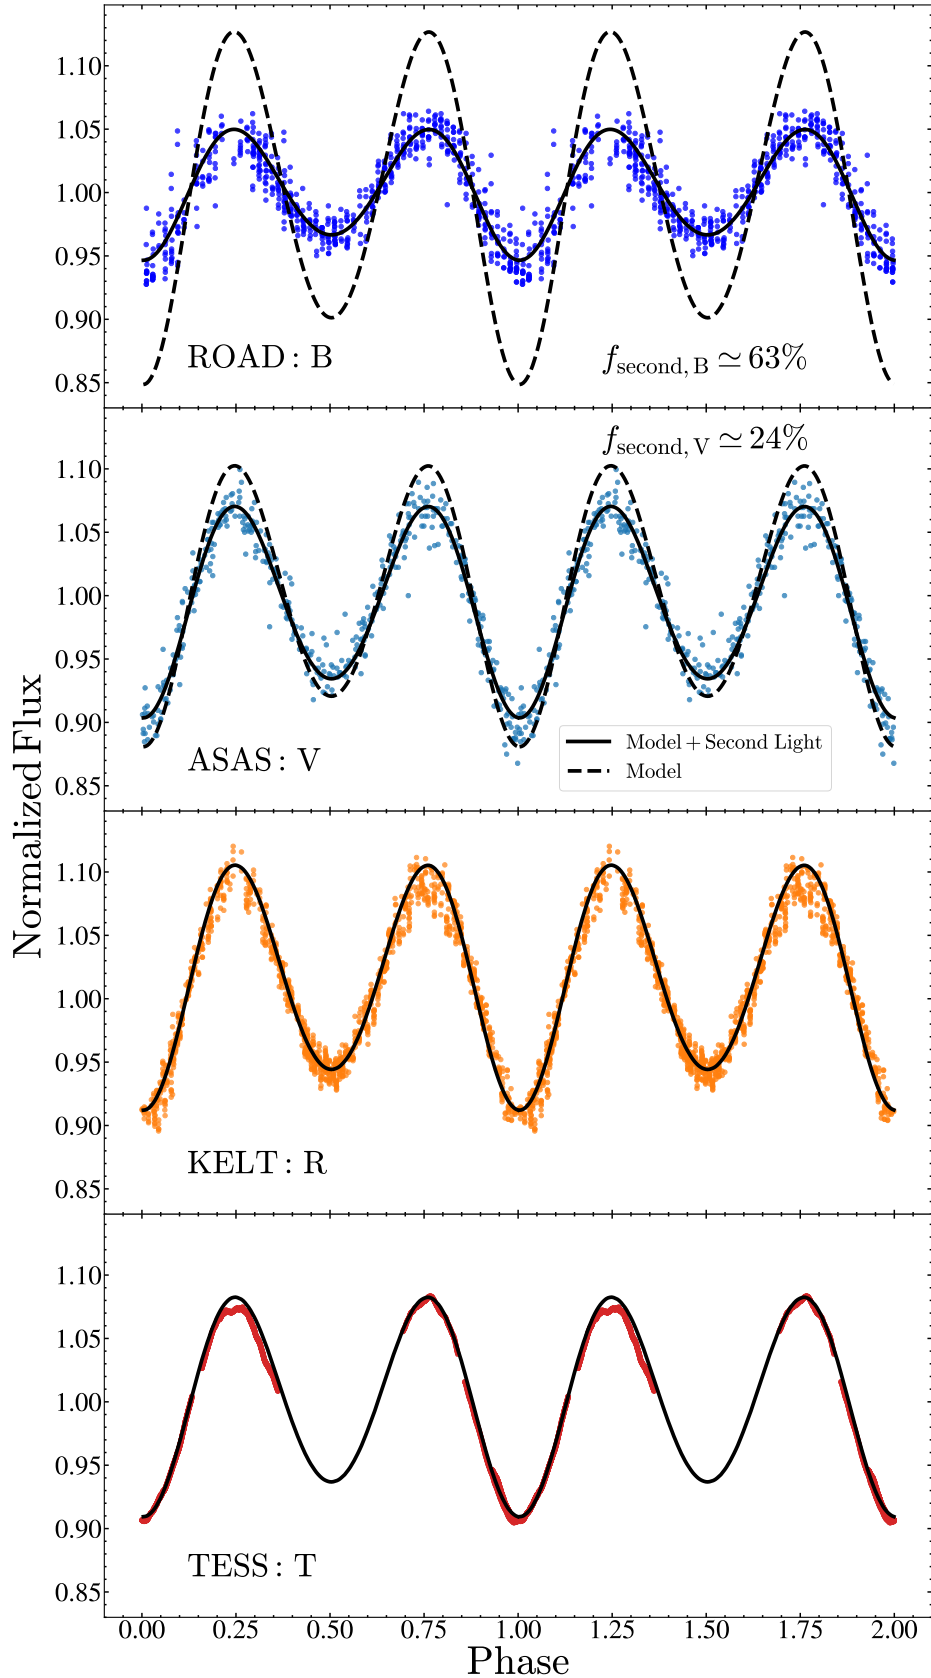 Normalized Flux
1.10
1.05
1.00
0.95
0.90
0.85
ROAD: B
f_second, B ≃ 63%
f_second, V ≃ 24%
1.10
1.05
1.00
0.95
0.90
0.85
ASAS: V
Model + Second Light
Model
1.10
1.05
1.00
0.95
0.90
0.85
KELT: R
1.10
1.05
1.00
0.95
0.90
0.85
TESS: T
0.00 0.25 0.50 0.75 1.00 1.25 1.50 1.75 2.00
Phase